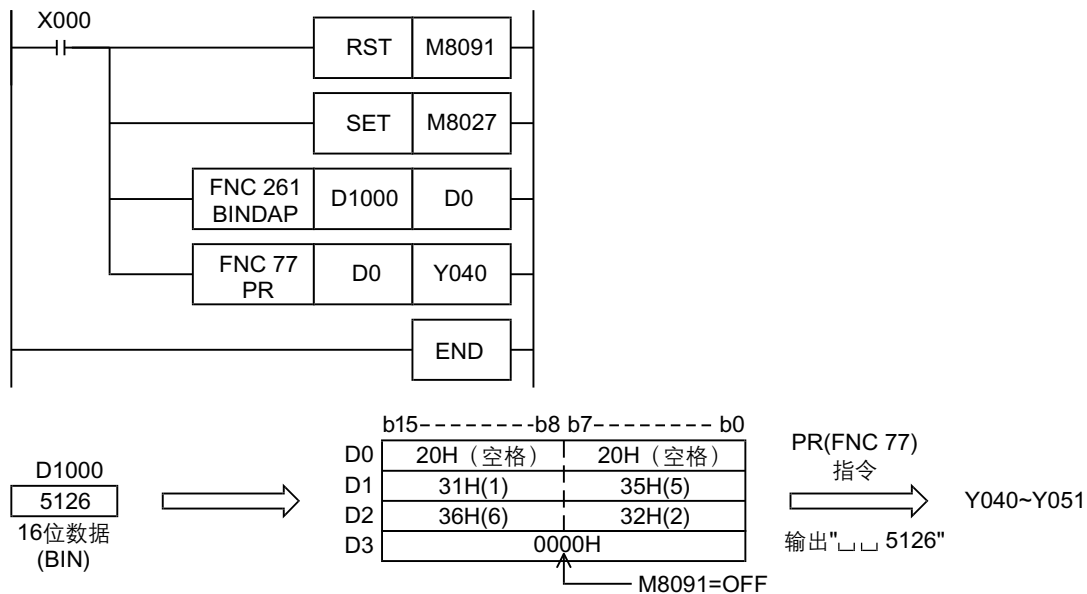 X000
RST M8091
SET M8027
FNC 261 BINDAP D1000 D0
FNC 77 PR D0 Y040
END
b15---------b8 b7------- b0
D0 20H（空格） 20H（空格）
D1 31H(1) 35H(5)
D2 36H(6) 32H(2)
D3 0000H
M8091=OFF
D1000
5126
16位数据
(BIN)
PR(FNC 77)
指令
输出"␣␣ 5126"
Y040~Y051